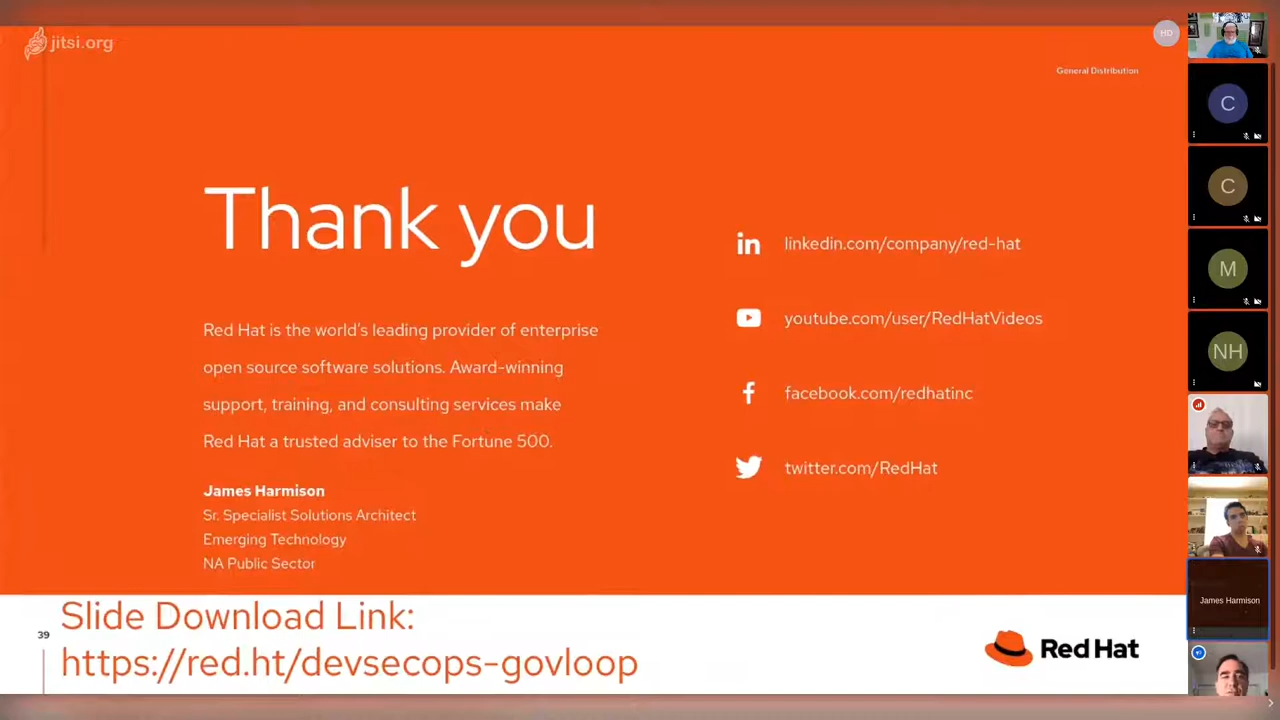 jitsi.org
HD
General Distribution
Thank you
Red Hat is the world's leading provider of enterprise
open source software solutions. Award-winning
support, training, and consulting services make
Red Hat a trusted adviser to the Fortune 500.
James Harmison
Sr. Specialist Solutions Architect
Emerging Technology
NA Public Sector
linkedin.com/company/red-hat
youtube.com/user/RedHatVideos
facebook.com/redhatinc
twitter.com/RedHat
39
Slide Download Link:
https://red.ht/devsecops-govloop
Red Hat
C
C
M
NH
James Harmison